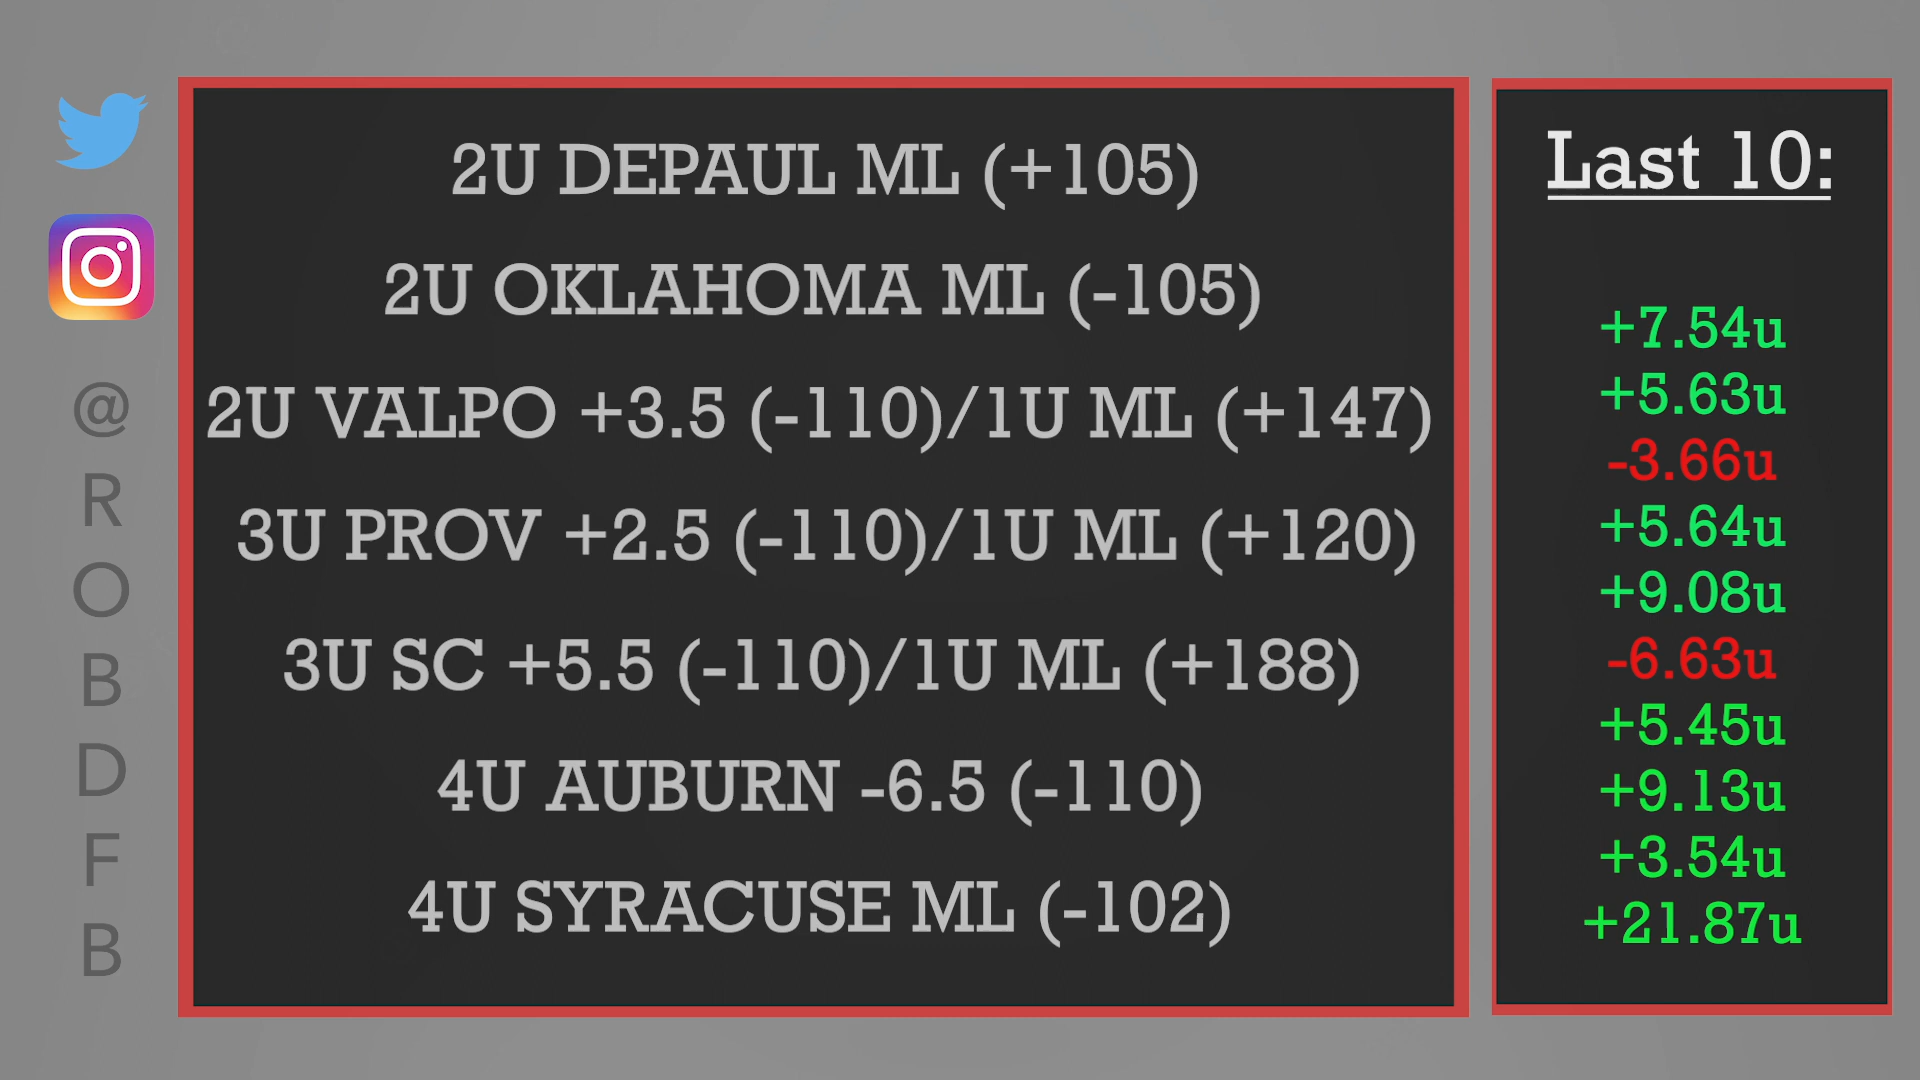 @
R
O
B
D
F
B
2U DEPAUL ML (+105)
2U OKLAHOMA ML (-105)
2U VALPO +3.5 (-110)/1U ML (+147)
3U PROV +2.5 (-110)/1U ML (+120)
3U SC +5.5 (-110)/1U ML (+188)
4U AUBURN -6.5 (-110)
4U SYRACUSE ML (-102)
Last 10:
+7.54u
+5.63u
-3.66u
+5.64u
+9.08u
-6.63u
+5.45u
+9.13u
+3.54u
+21.87u